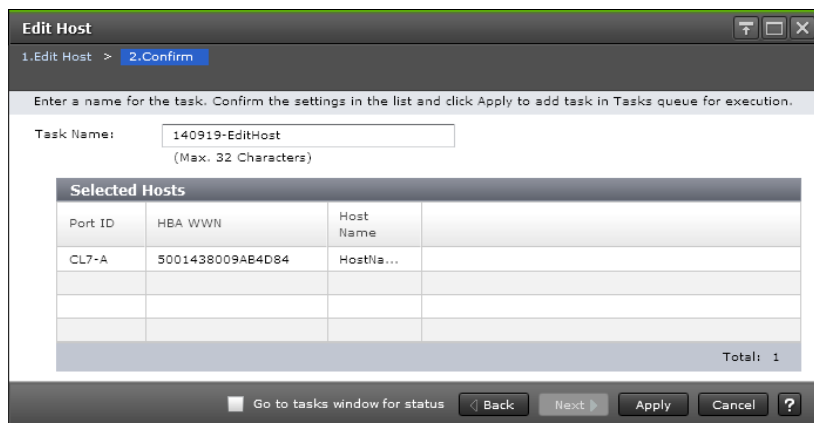 Edit Host
1.Edit Host > 2.Confirm
Enter a name for the task. Confirm the settings in the list and click Apply to add task in Tasks queue for execution.
Task Name: 140919-EditHost
(Max. 32 Characters)
Selected Hosts
Port ID HBA WWN Host Name
CL7-A 5001438009AB4D84 HostNa...
Total: 1
Go to tasks window for status Back Next Apply Cancel ?